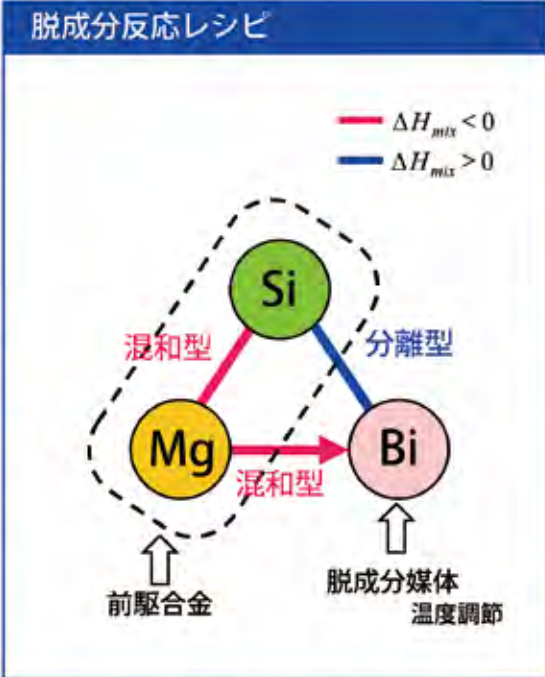 脱成分反応レシピ
ΔHmix < 0
ΔHmix > 0
Si
混和型
分離型
Mg
Bi
混和型
前駆合金
脱成分媒体
温度調節